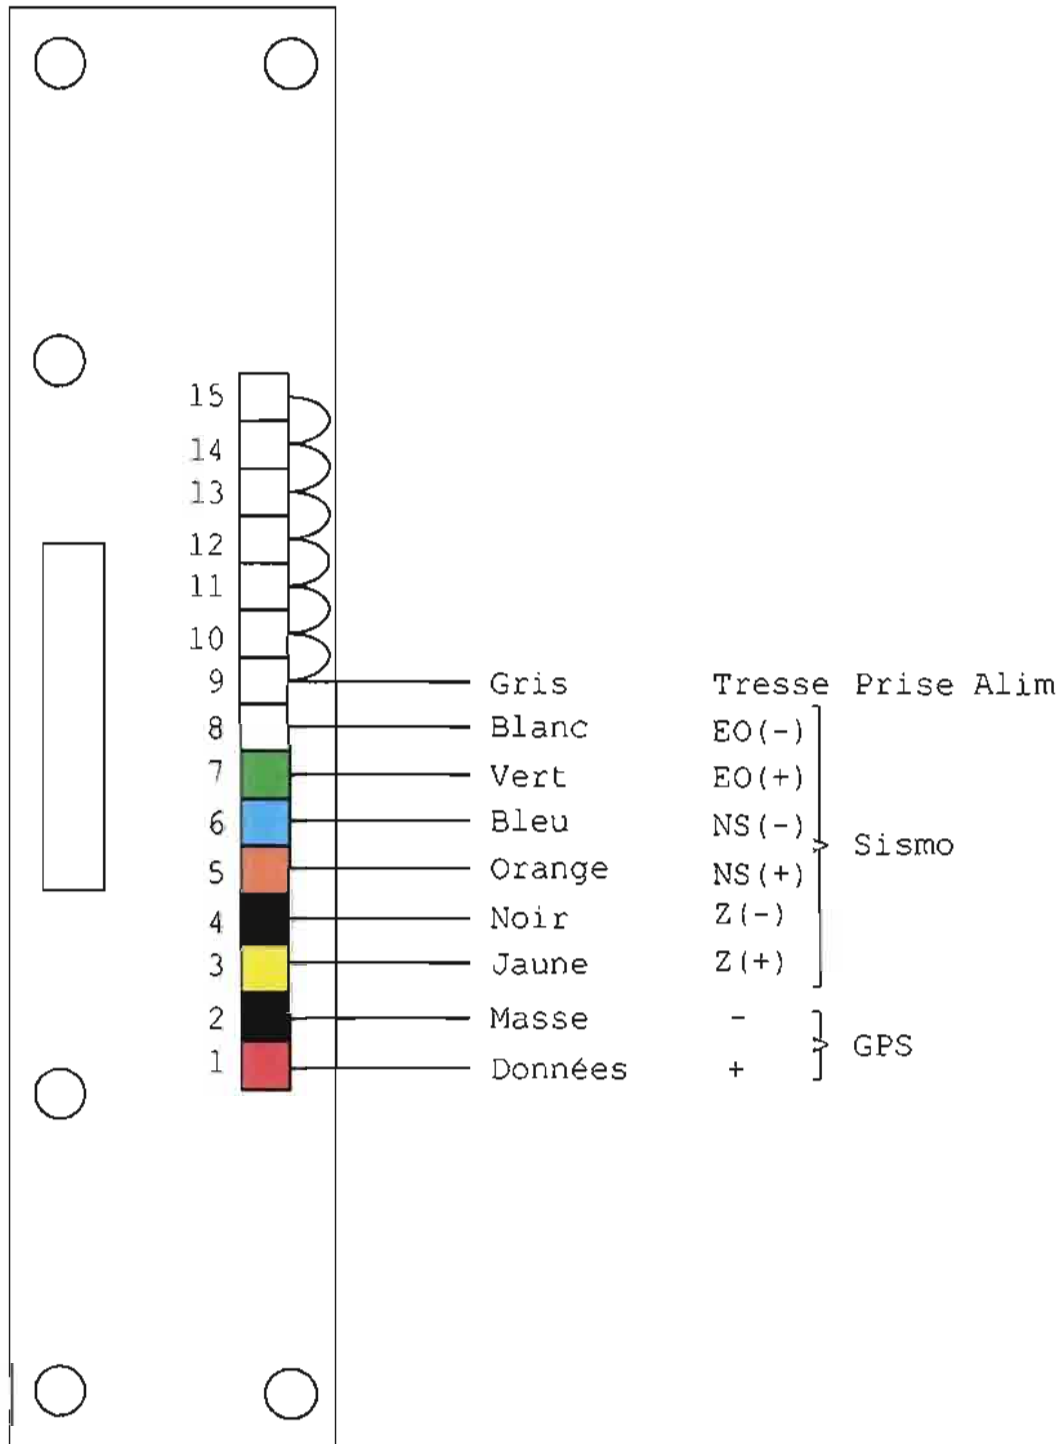 15
14
13
12
11
10
9 Gris Tresse Prise Alim
8 Blanc EO(-)
7 Vert EO(+)
6 Bleu NS(-)
Sismo
5 Orange NS(+)
4 Noir Z(-)
3 Jaune Z(+)
2 Masse -
GPS
1 Données +